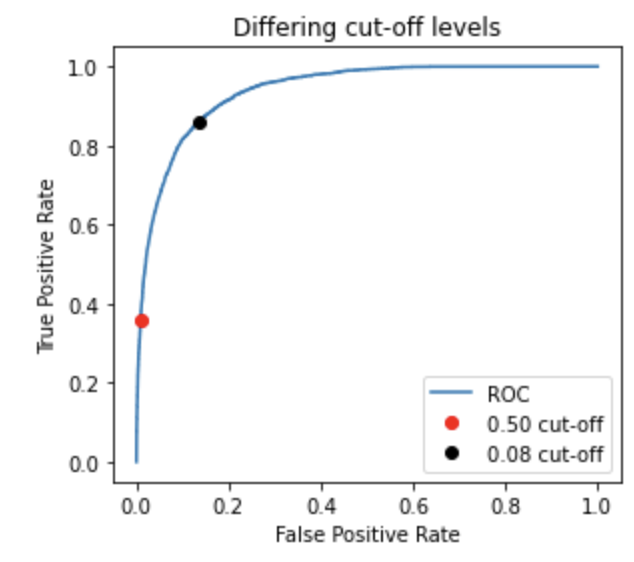 Differing cut-off levels
1.0
0.8
0.6
0.4
0.2
0.0
True Positive Rate
ROC
0.50 cut-off
0.08 cut-off
0.0 0.2 0.4 0.6 0.8 1.0
False Positive Rate